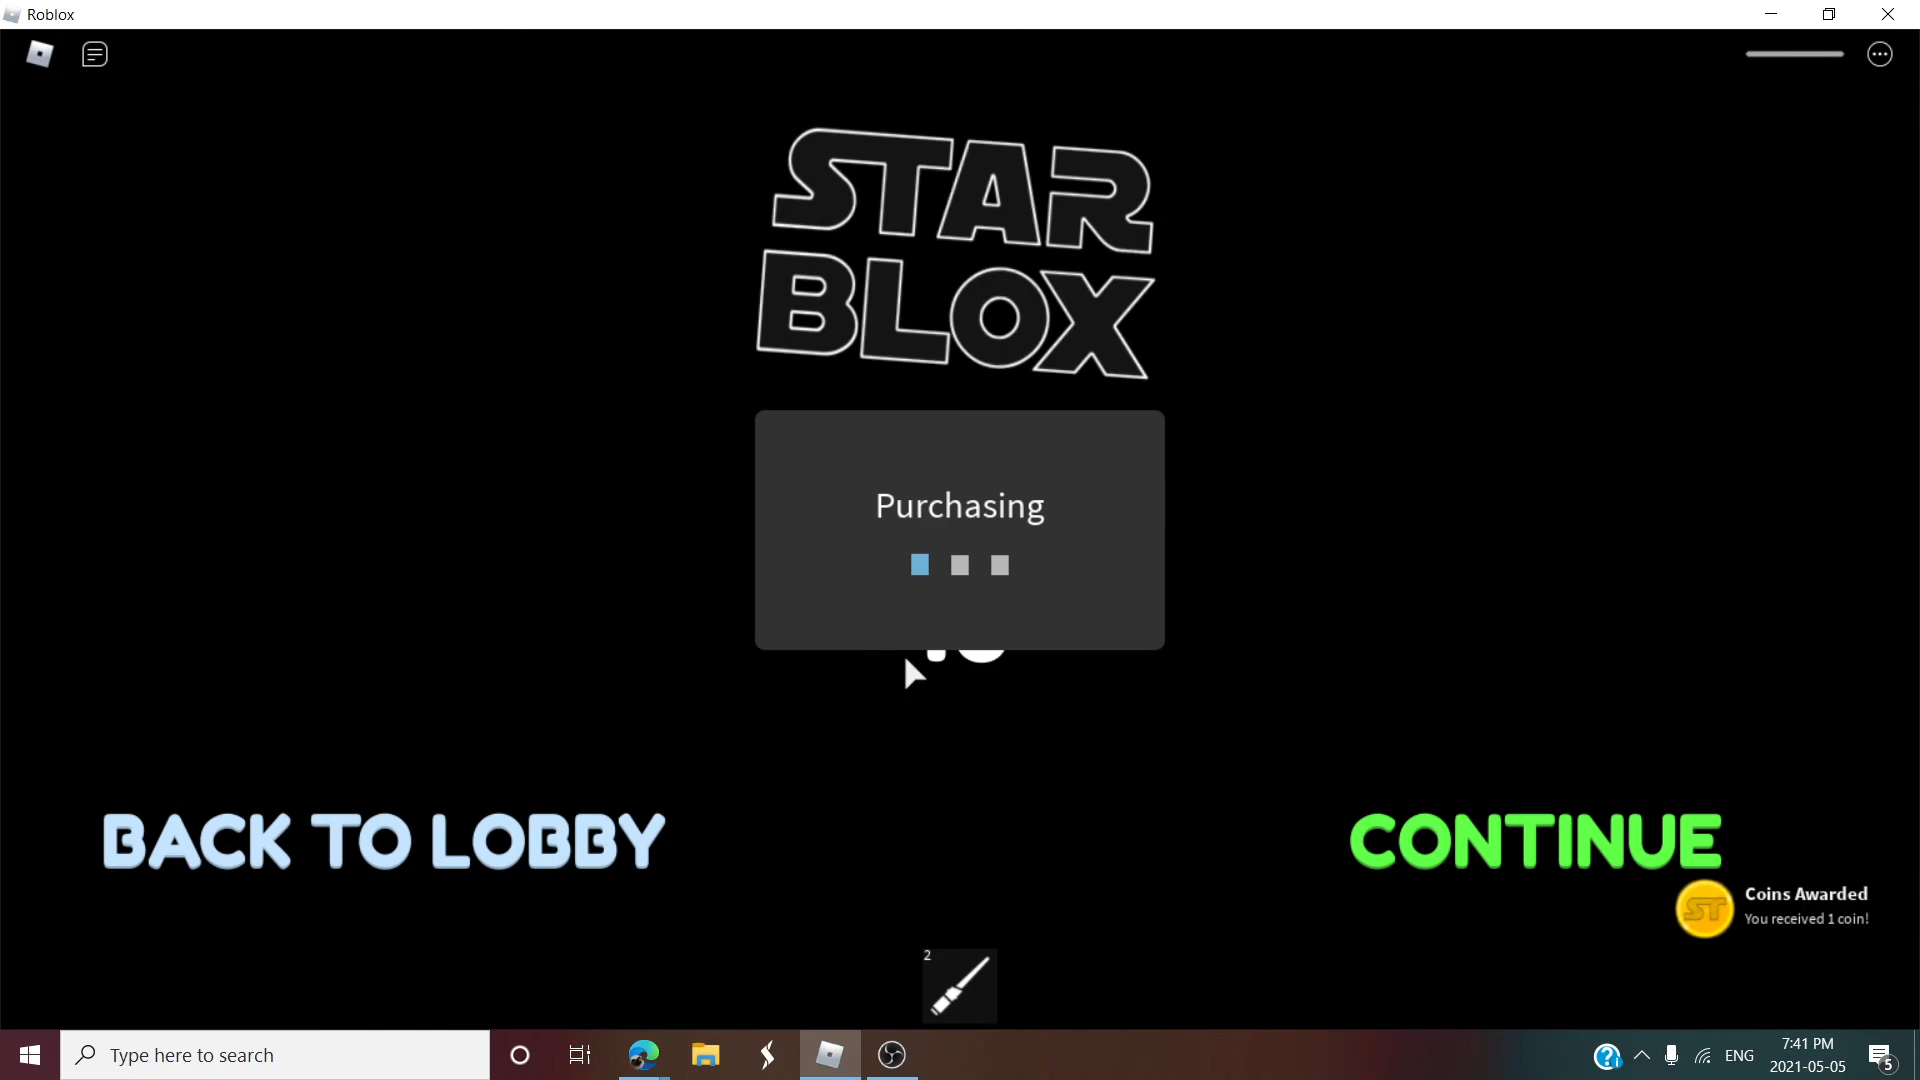 Roblox
STAR
BLOX
Purchasing
BACK TO LOBBY
CONTINUE
Coins Awarded
ST
You received 1 coin!
2
Type here to search
ENG
7:41 PM
2021-05-05
5